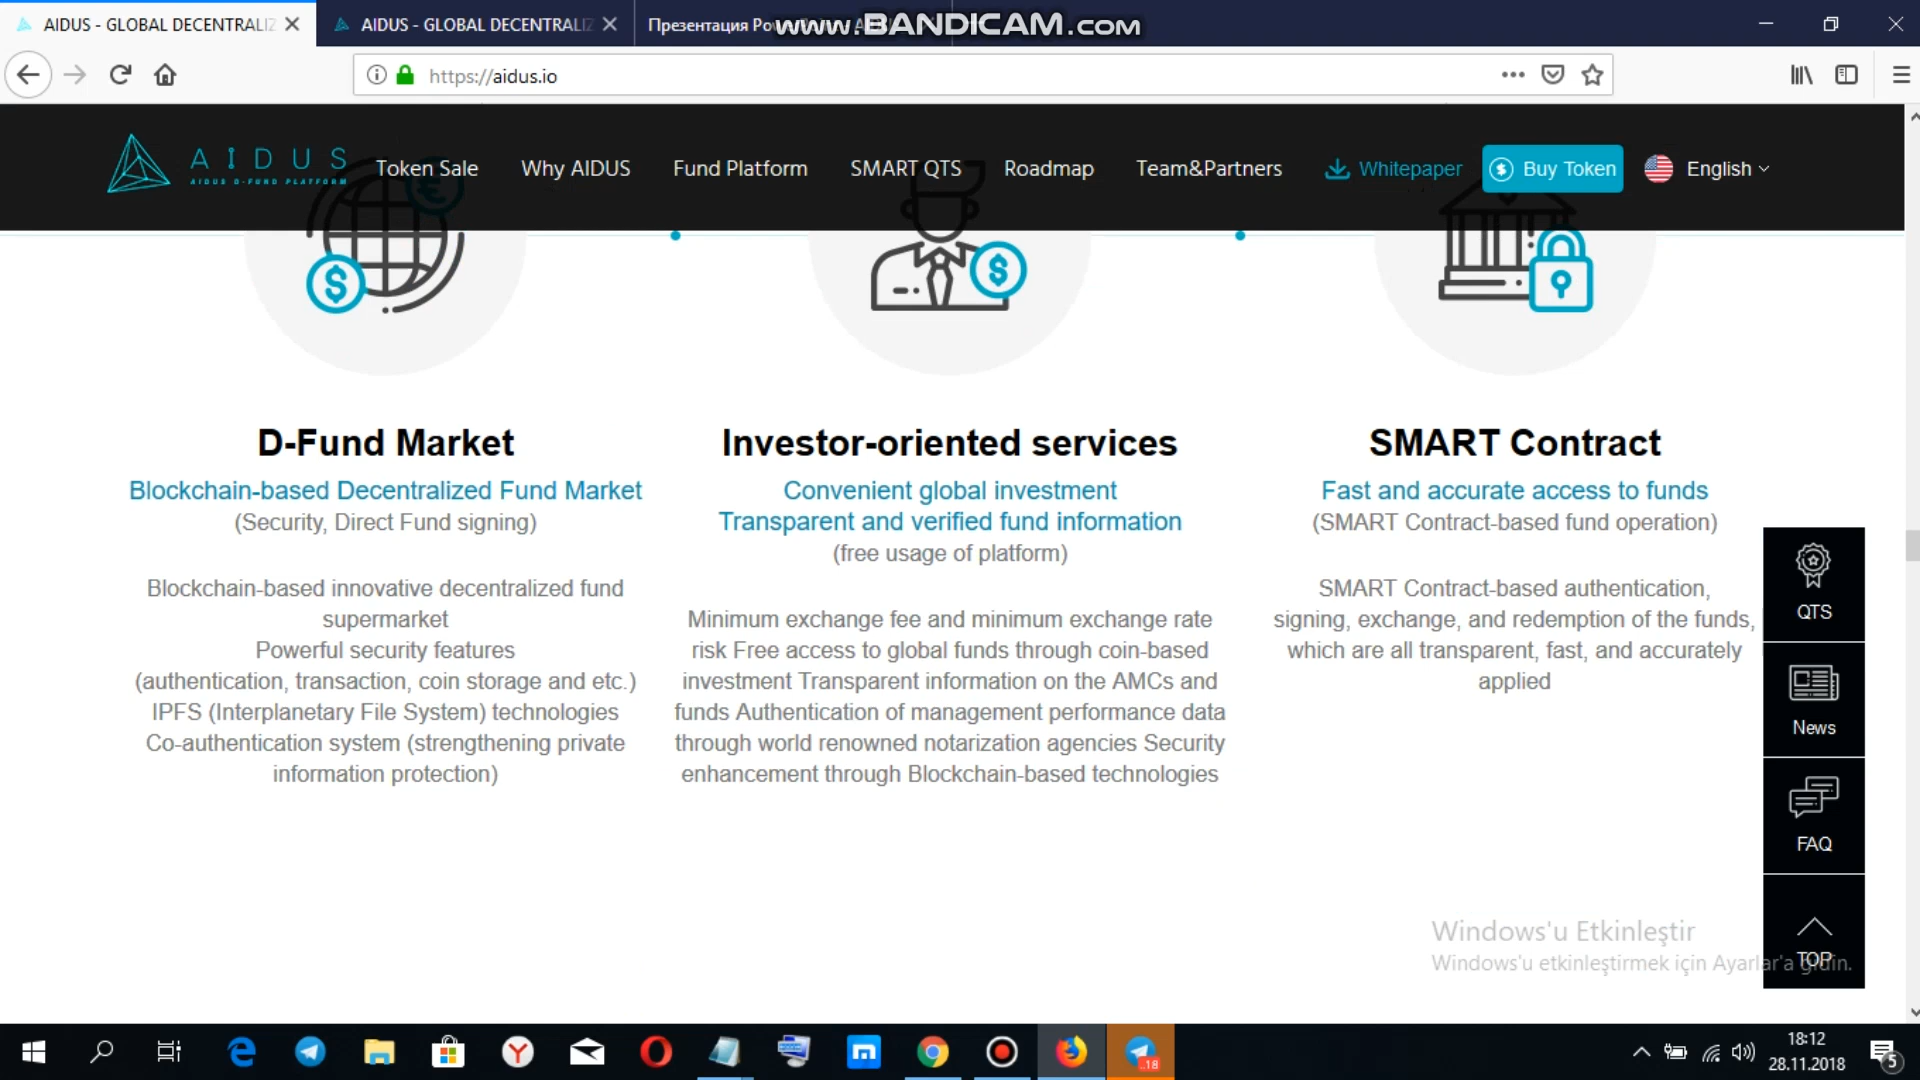 AIDUS - GLOBAL DECENTRALIZ
AIDUS - GLOBAL DECENTRALIZ
Презентация
www.BANDICAM.com
https://aidus.io
AIDUS
AIDUS D-FUND PLATFORM
Token Sale
Why AIDUS
Fund Platform
SMART QTS
Roadmap
Team&Partners
Whitepaper
Buy Token
English
D-Fund Market
Blockchain-based Decentralized Fund Market
(Security, Direct Fund signing)
Blockchain-based innovative decentralized fund
supermarket
Powerful security features
(authentication, transaction, coin storage and etc.)
IPFS (Interplanetary File System) technologies
Co-authentication system (strengthening private
information protection)
Investor-oriented services
Convenient global investment
Transparent and verified fund information
(free usage of platform)
Minimum exchange fee and minimum exchange rate
risk Free access to global funds through coin-based
investment Transparent information on the AMCs and
funds Authentication of management performance data
through world renowned notarization agencies Security
enhancement through Blockchain-based technologies
SMART Contract
Fast and accurate access to funds
(SMART Contract-based fund operation)
SMART Contract-based authentication,
signing, exchange, and redemption of the funds,
which are all transparent, fast, and accurately
applied
QTS
News
FAQ
TOP
Windows'u Etkinleştir
Windows'u etkinleştirmek için Ayarlar'a gidin.
18
18:12
28.11.2018
5